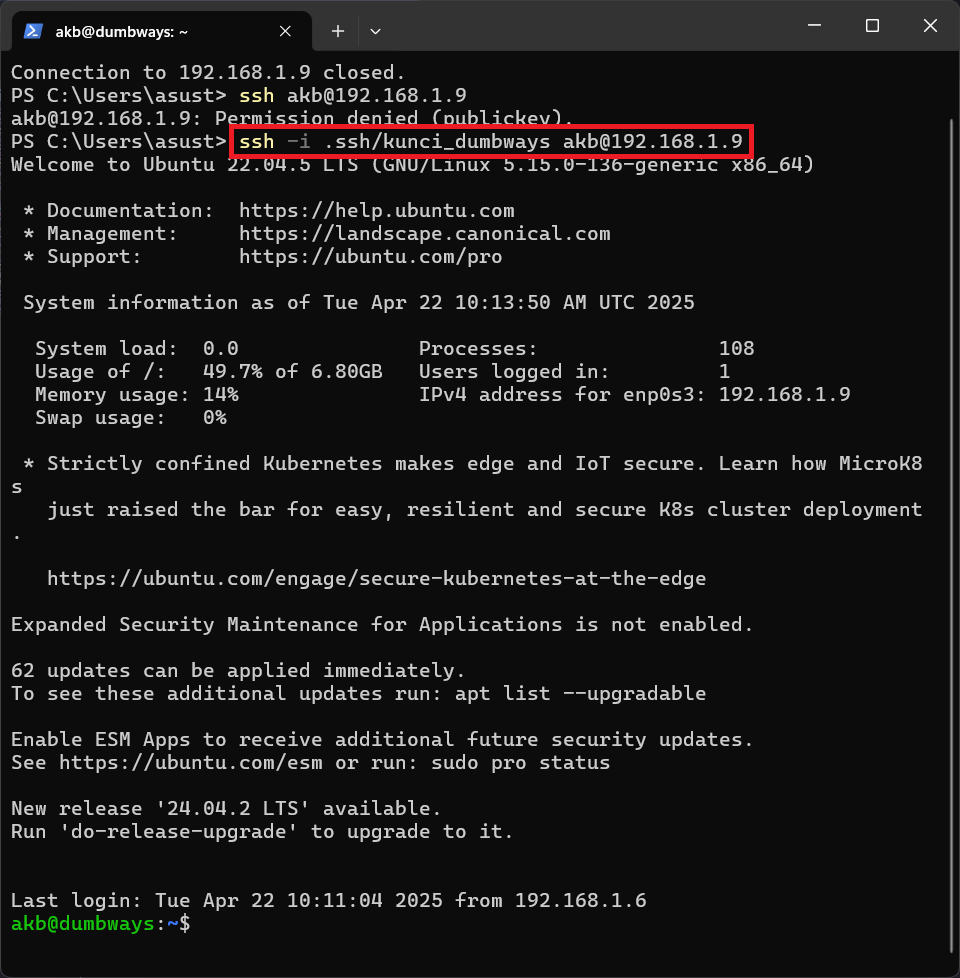 akb@dumbways: ~
Connection to 192.168.1.9 closed.
PS C:\Users\asust> ssh akb@192.168.1.9
akb@192.168.1.9: Permission denied (publickey).
PS C:\Users\asust> ssh -i .ssh/kunci_dumbways akb@192.168.1.9
Welcome to Ubuntu 22.04.5 LTS (GNU/Linux 5.15.0-136-generic x86_64)
* Documentation:  https://help.ubuntu.com
* Management:     https://landscape.canonical.com
* Support:        https://ubuntu.com/pro
System information as of Tue Apr 22 10:13:50 AM UTC 2025
System load:  0.0               Processes:               108
Usage of /:   49.7% of 6.80GB   Users logged in:         1
Memory usage: 14%               IPv4 address for enp0s3: 192.168.1.9
Swap usage:   0%
* Strictly confined Kubernetes makes edge and IoT secure. Learn how MicroK8
s
just raised the bar for easy, resilient and secure K8s cluster deployment
.
https://ubuntu.com/engage/secure-kubernetes-at-the-edge
Expanded Security Maintenance for Applications is not enabled.
62 updates can be applied immediately.
To see these additional updates run: apt list --upgradable
Enable ESM Apps to receive additional future security updates.
See https://ubuntu.com/esm or run: sudo pro status
New release '24.04.2 LTS' available.
Run 'do-release-upgrade' to upgrade to it.
Last login: Tue Apr 22 10:11:04 2025 from 192.168.1.6
akb@dumbways:~$